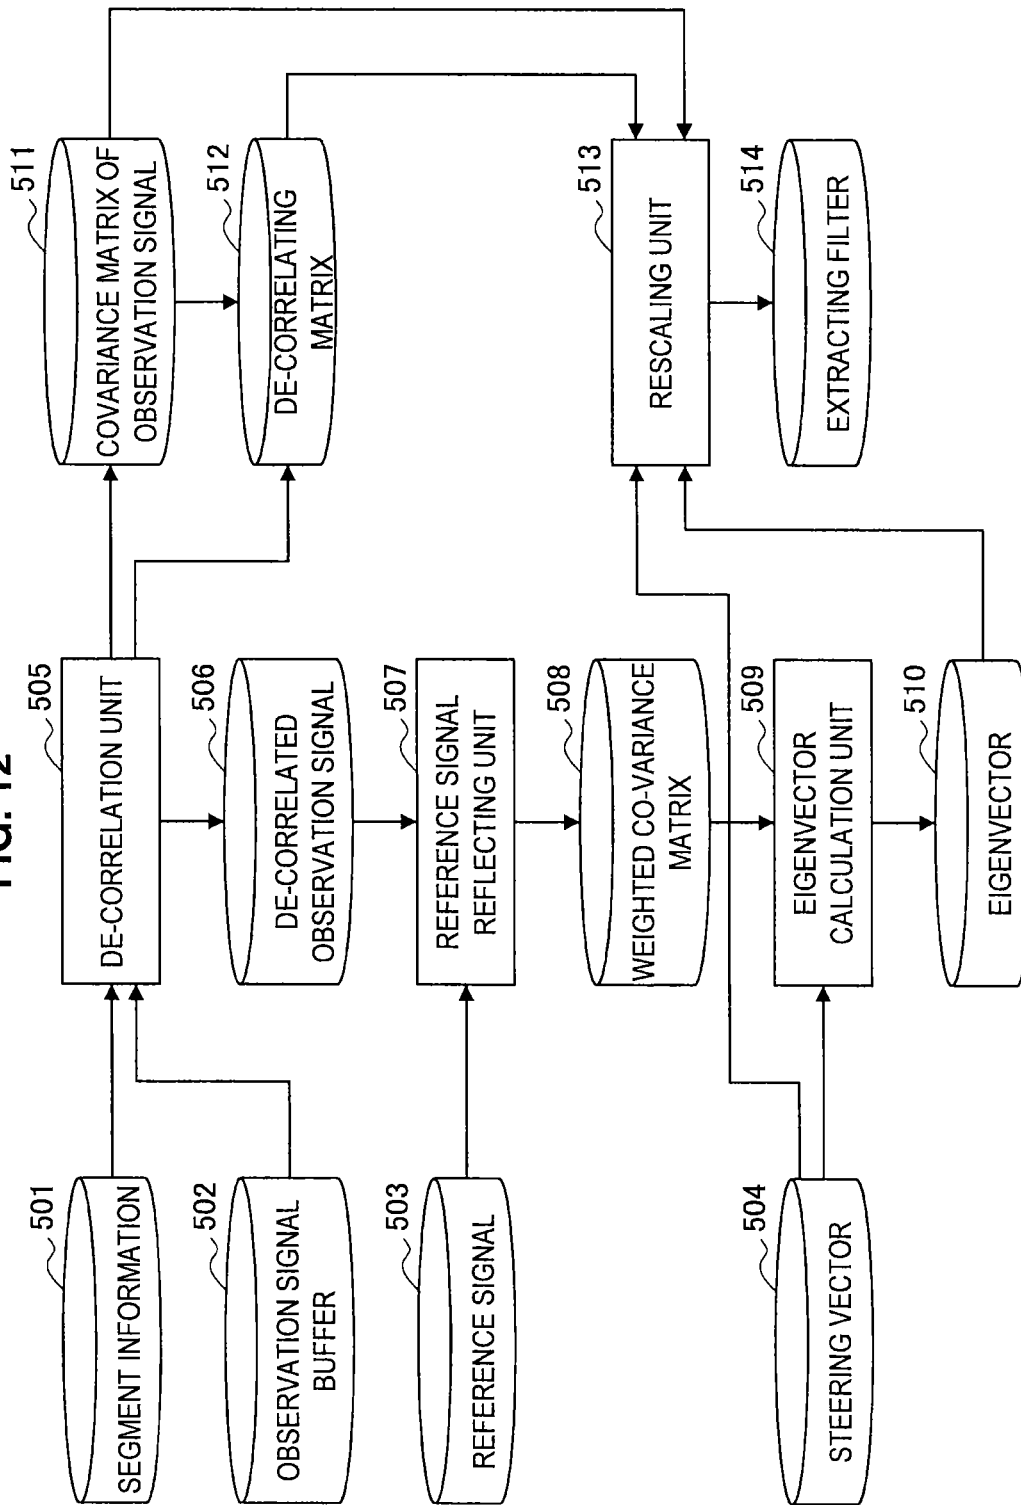 FIG. 12
501
SEGMENT INFORMATION
502
OBSERVATION SIGNAL
BUFFER
503
REFERENCE SIGNAL
504
STEERING VECTOR
505
DE-CORRELATION UNIT
506
DE-CORRELATED
OBSERVATION SIGNAL
507
REFERENCE SIGNAL
REFLECTING UNIT
508
WEIGHTED CO-VARIANCE
MATRIX
509
EIGENVECTOR
CALCULATION UNIT
510
EIGENVECTOR
511
COVARIANCE MATRIX OF
OBSERVATION SIGNAL
512
DE-CORRELATING
MATRIX
513
RESCALING UNIT
514
EXTRACTING FILTER